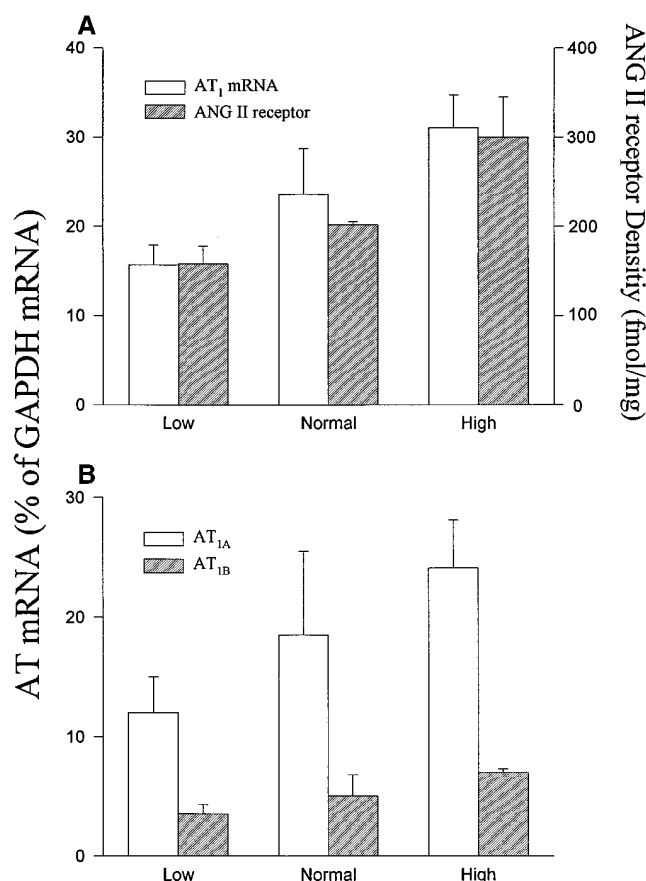 A
40
30
20
10
0
AT1 mRNA
ANG II receptor
400
300
200
100
0
Low
Normal
High
ANG II receptor Densitiy (fmol/mg)
AT mRNA (% of GAPDH mRNA)
B
30
20
10
0
AT1A
AT1B
Low
Normal
High